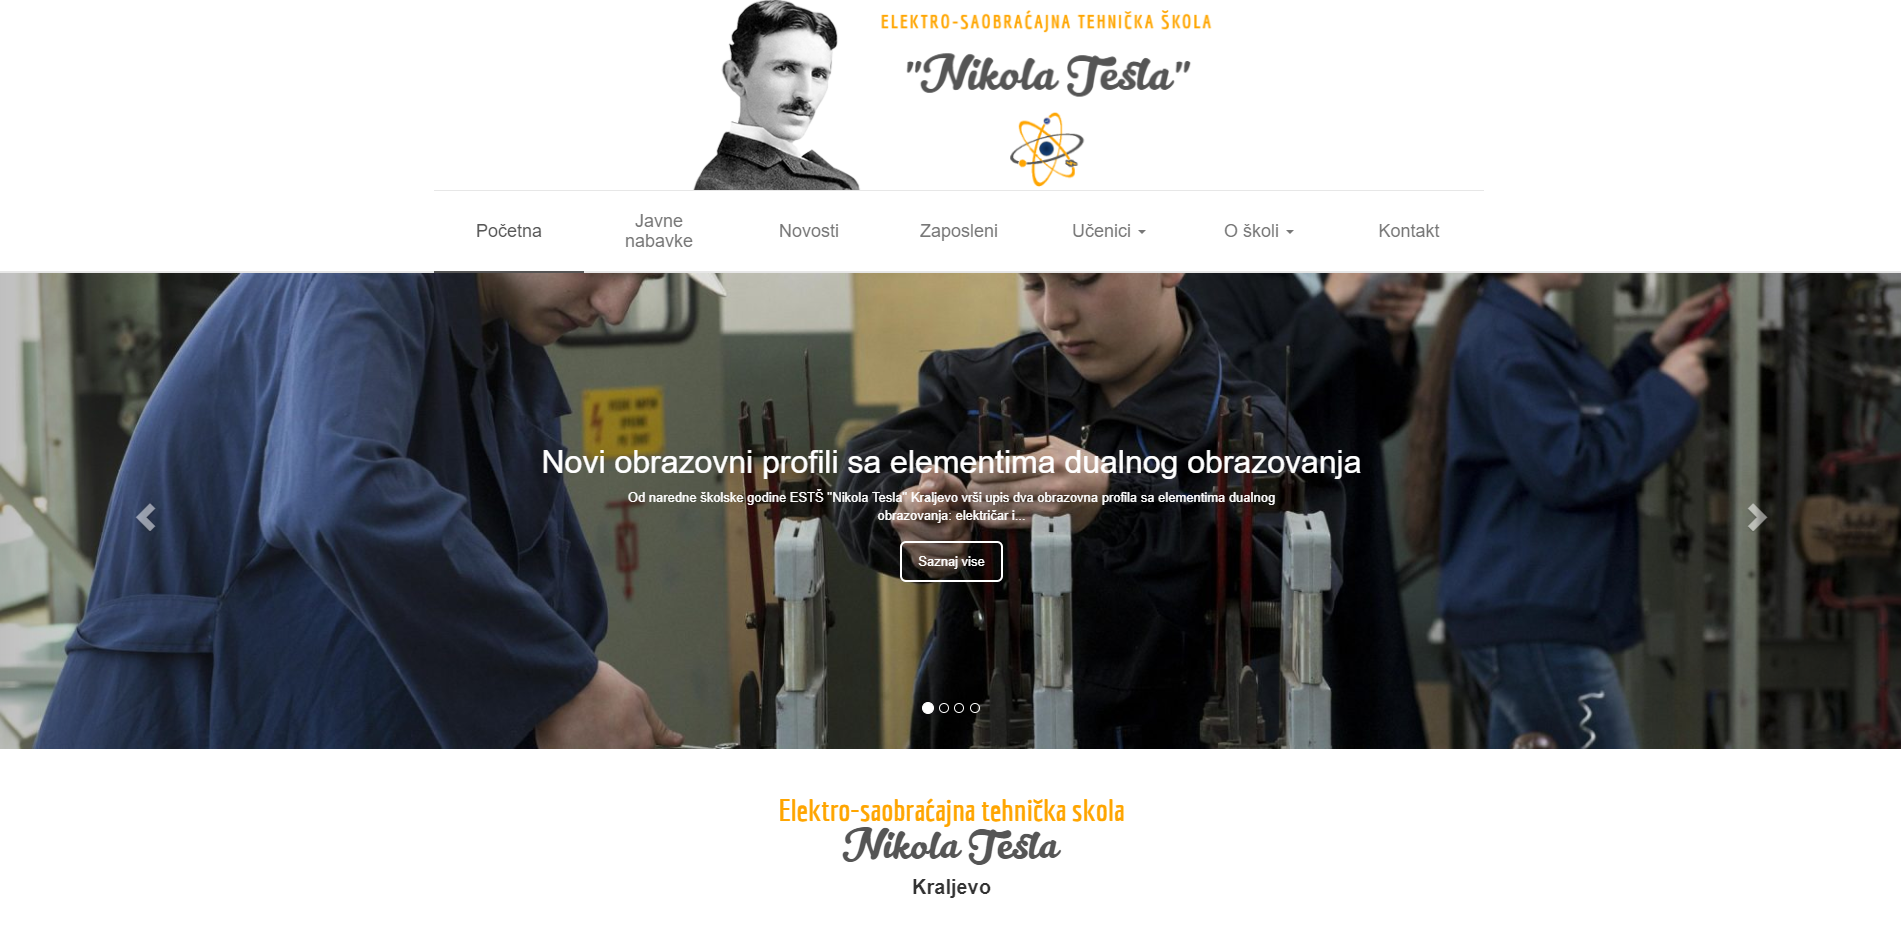 ELEKTRO-SAOBRAĆAJNA TEHNIČKA ŠKOLA
"Nikola Tesla"
Početna
Javne
nabavke
Novosti
Zaposleni
Učenici
O školi
Kontakt
Novi obrazovni profili sa elementima dualnog obrazovanja
Od naredne školske godine ESTŠ "Nikola Tesla" Kraljevo vrši upis dva obrazovna profila sa elementima dualnog
obrazovanja: električar i...
Saznaj vise
Elektro-saobraćajna tehnička skola
Nikola Tesla
Kraljevo